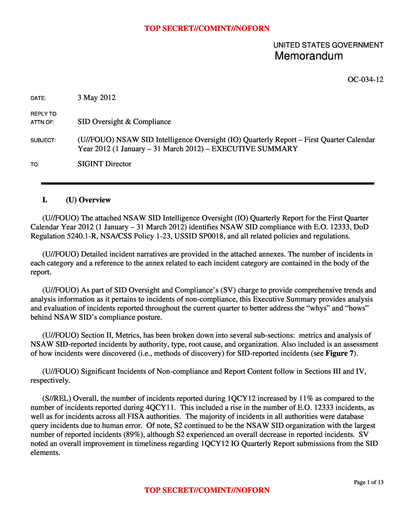 TOP SECRET//COMINT//NOFORN
UNITED STATES GOVERNMENT
Memorandum
OC-034-12
DATE: 3 May 2012
REPLY TO
ATTN OF: SID Oversight & Compliance
SUBJECT: (U//FOUO) NSAW SID Intelligence Oversight (IO) Quarterly Report – First Quarter Calendar
Year 2012 (1 January – 31 March 2012) – EXECUTIVE SUMMARY
TO: SIGINT Director
I. (U) Overview
(U//FOUO) The attached NSAW SID Intelligence Oversight (IO) Quarterly Report for the First Quarter
Calendar Year 2012 (1 January – 31 March 2012) identifies NSAW SID compliance with E.O. 12333, DoD
Regulation 5240.1-R, NSA/CSS Policy 1-23, USSID SP0018, and all related policies and regulations.
(U//FOUO) Detailed incident narratives are provided in the attached annexes. The number of incidents in
each category and a reference to the annex related to each incident category are contained in the body of the
report.
(U//FOUO) As part of SID Oversight and Compliance's (SV) charge to provide comprehensive trends and
analysis information as it pertains to incidents of non-compliance, this Executive Summary provides analysis
and evaluation of incidents reported throughout the current quarter to better address the “whys” and “hows”
behind NSAW SID's compliance posture.
(U//FOUO) Section II, Metrics, has been broken down into several sub-sections: metrics and analysis of
NSAW SID-reported incidents by authority, type, root cause, and organization. Also included is an assessment
of how incidents were discovered (i.e., methods of discovery) for SID-reported incidents (see Figure 7).
(U//FOUO) Significant Incidents of Non-compliance and Report Content follow in Sections III and IV,
respectively.
(S//REL) Overall, the number of incidents reported during 1QCY12 increased by 11% as compared to the
number of incidents reported during 4QCY11. This included a rise in the number of E.O. 12333 incidents, as
well as for incidents across all FISA authorities. The majority of incidents in all authorities were database
query incidents due to human error. Of note, S2 continued to be the NSAW SID organization with the largest
number of reported incidents (89%), although S2 experienced an overall decrease in reported incidents. SV
noted an overall improvement in timeliness regarding 1QCY12 IO Quarterly Report submissions from the SID
elements.
Page 1 of 13
TOP SECRET//COMINT//NOFORN